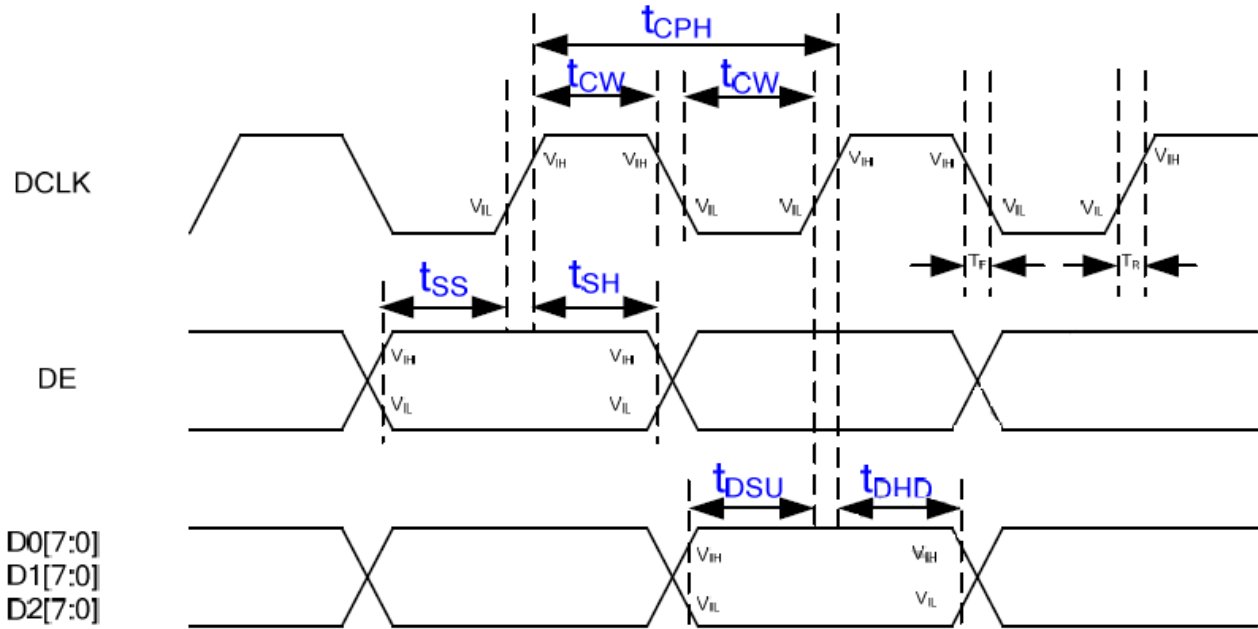 tCPH
tCW tCW
DCLK
VIH VIH VIH VIH VIH
VIL VIL VIL VIL VIL
TF TR
tSS tSH
DE
VIH VIH
VIL VIL
tDSU tDHD
D0[7:0]
D1[7:0]
D2[7:0]
VIH VIH
VIL VIL